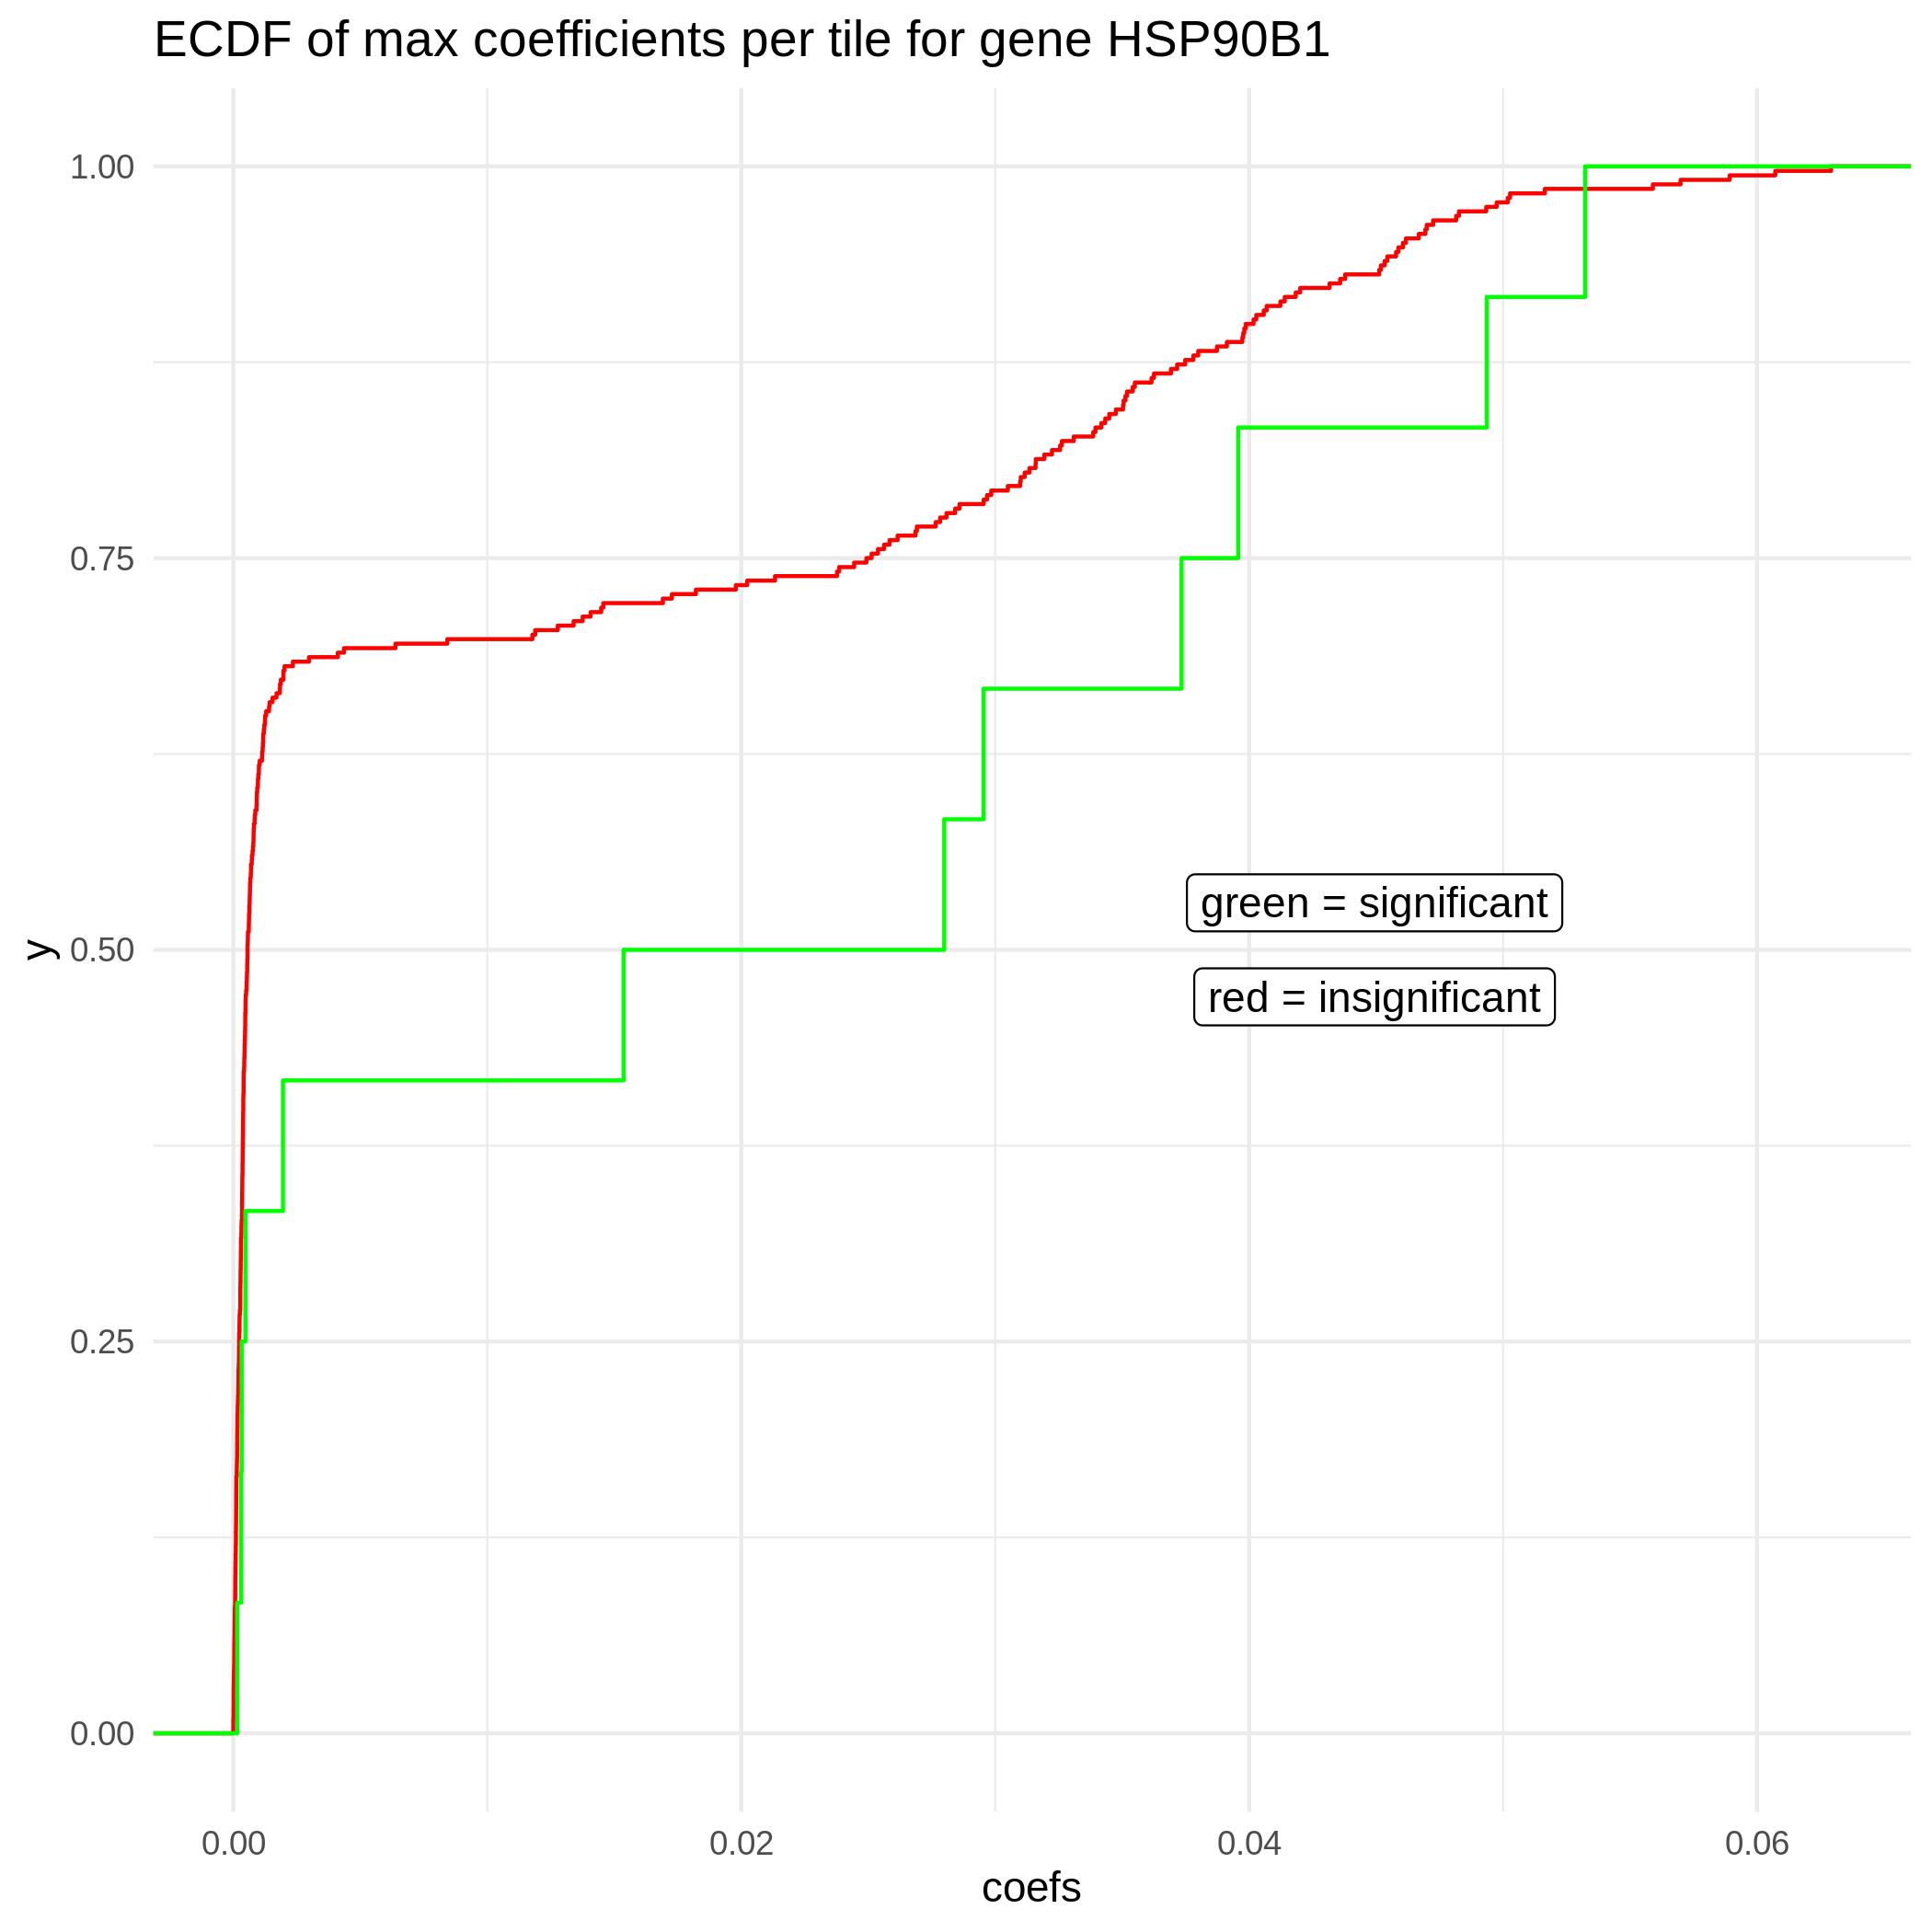 ECDF of max coefficients per tile for gene HSP90B1
1.00
0.75
0.50
0.25
0.00
y
green = significant
red = insignificant
0.00
0.02
0.04
0.06
coefs